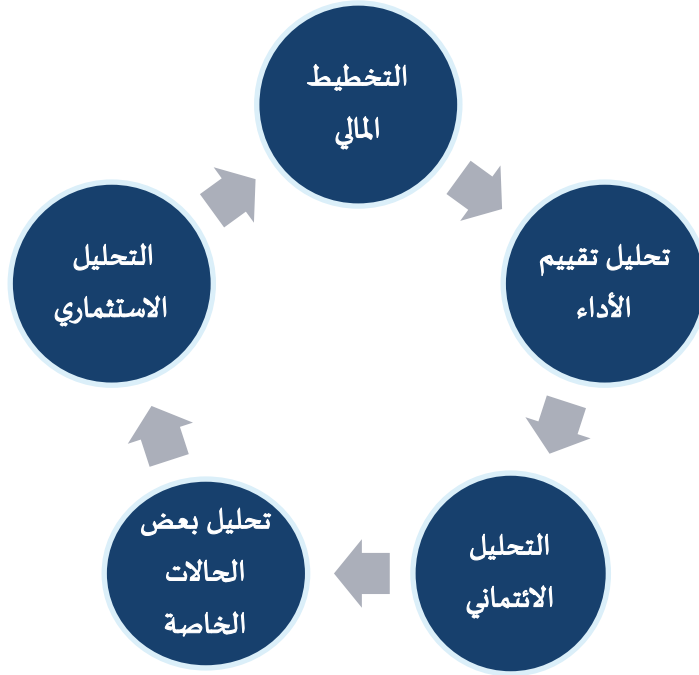 التخطيط
المالي
تحليل تقييم
الأداء
التحليل
الائتماني
تحليل بعض
الحالات
الخاصة
التحليل
الاستثماري